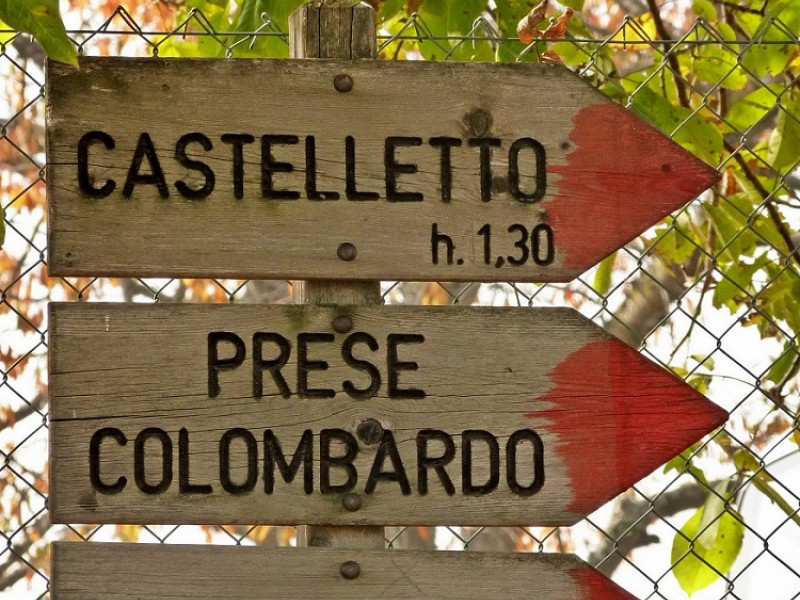 CASTELLETTO
h. 1,30
PRESE
COLOMBARDO